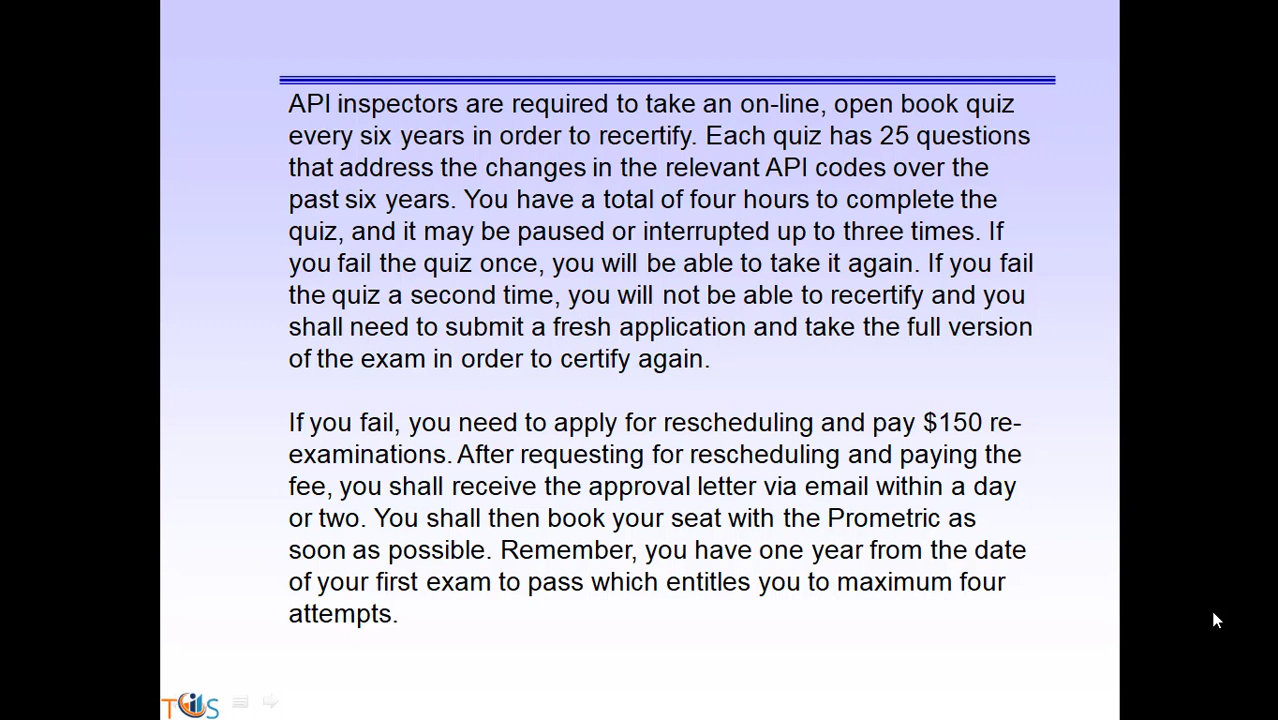 API inspectors are required to take an on-line, open book quiz
every six years in order to recertify. Each quiz has 25 questions
that address the changes in the relevant API codes over the
past six years. You have a total of four hours to complete the
quiz, and it may be paused or interrupted up to three times. If
you fail the quiz once, you will be able to take it again. If you fail
the quiz a second time, you will not be able to recertify and you
shall need to submit a fresh application and take the full version
of the exam in order to certify again.
If you fail, you need to apply for rescheduling and pay $150 re-
examinations. After requesting for rescheduling and paying the
fee, you shall receive the approval letter via email within a day
or two. You shall then book your seat with the Prometric as
soon as possible. Remember, you have one year from the date
of your first exam to pass which entitles you to maximum four
attempts.